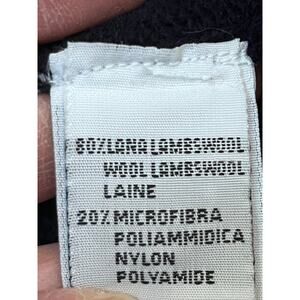 80% LANA LAMBSWOOL
WOOL LAMBSWOOL
LAINE
20% MICROFIBRA
POLIAMMIDICA
NYLON
POLYAMIDE